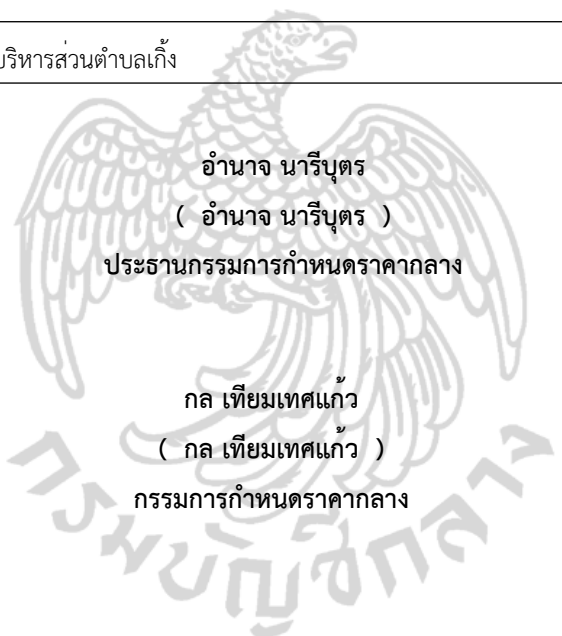 บริหารส่วนตำบลเกิ้ง
อำนาจ นารีบุตร
( อำนาจ นารีบุตร )
ประธานกรรมการกำหนดราคากลาง
กล เทียมเทศแก้ว
( กล เทียมเทศแก้ว )
กรรมการกำหนดราคากลาง
กรมบัญชีกลาง